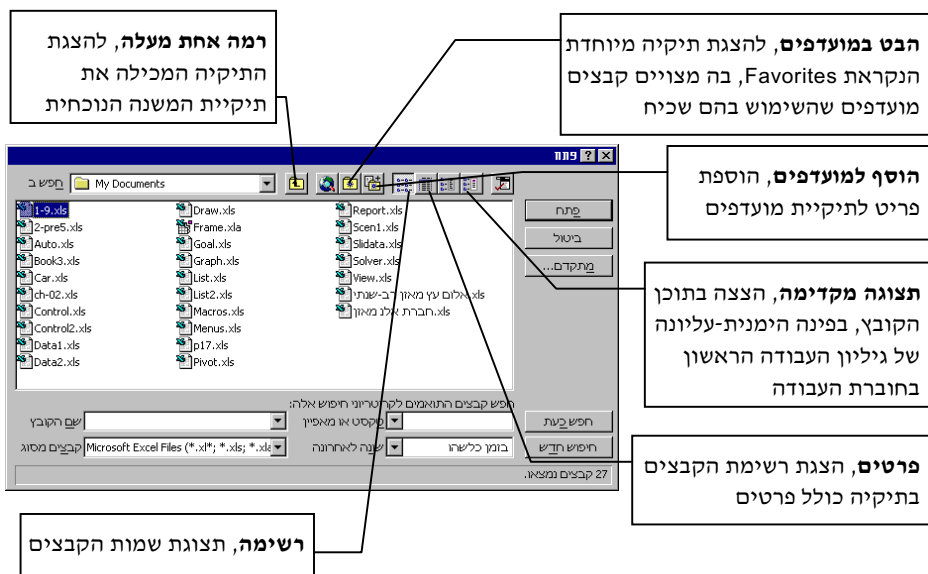 הבט במועדפים, להצגת תיקיה מיוחדת
הנקראת Favorites, בה מצויים קבצים
מועדפים שהשימוש בהם שכיח
רמה אחת מעלה, להצגת
התיקיה המכילה את
תיקיית המשנה הנוכחית
פתח
חפש ב
My Documents
1-9.xls
2-pre5.xls
Auto.xls
Book3.xls
Car.xls
ch-02.xls
Control.xls
Control2.xls
Data1.xls
Data2.xls
Draw.xls
Frame.xla
Goal.xls
Graph.xls
List.xls
List2.xls
Macros.xls
Menus.xls
p17.xls
Pivot.xls
Report.xls
Scen1.xls
Slidata.xls
Solver.xls
View.xls
אלום עץ מאזן רב-שנתי.xls
חברת אלנ מאזן.xls
פתח
ביטול
מתקדם...
חפש קבצים התואמים לקריטריוני חיפוש אלה:
שם הקובץ
טקסט או מאפיין
חפש כעת
קבצים מסוג
Microsoft Excel Files (*.xl*; *.xls; *.xla
שונה לאחרונה
בזמן כלשהו
חיפוש חדש
27 קבצים נמצאו.
הוסף למועדפים, הוספת
פריט לתיקיית מועדפים
תצוגה מקדימה, הצצה בתוכן
הקובץ, בפינה הימנית-עליונה
של גיליון העבודה הראשון
בחוברת העבודה
פרטים, הצגת רשימת הקבצים
בתיקיה כולל פרטים
רשימה, תצוגת שמות הקבצים